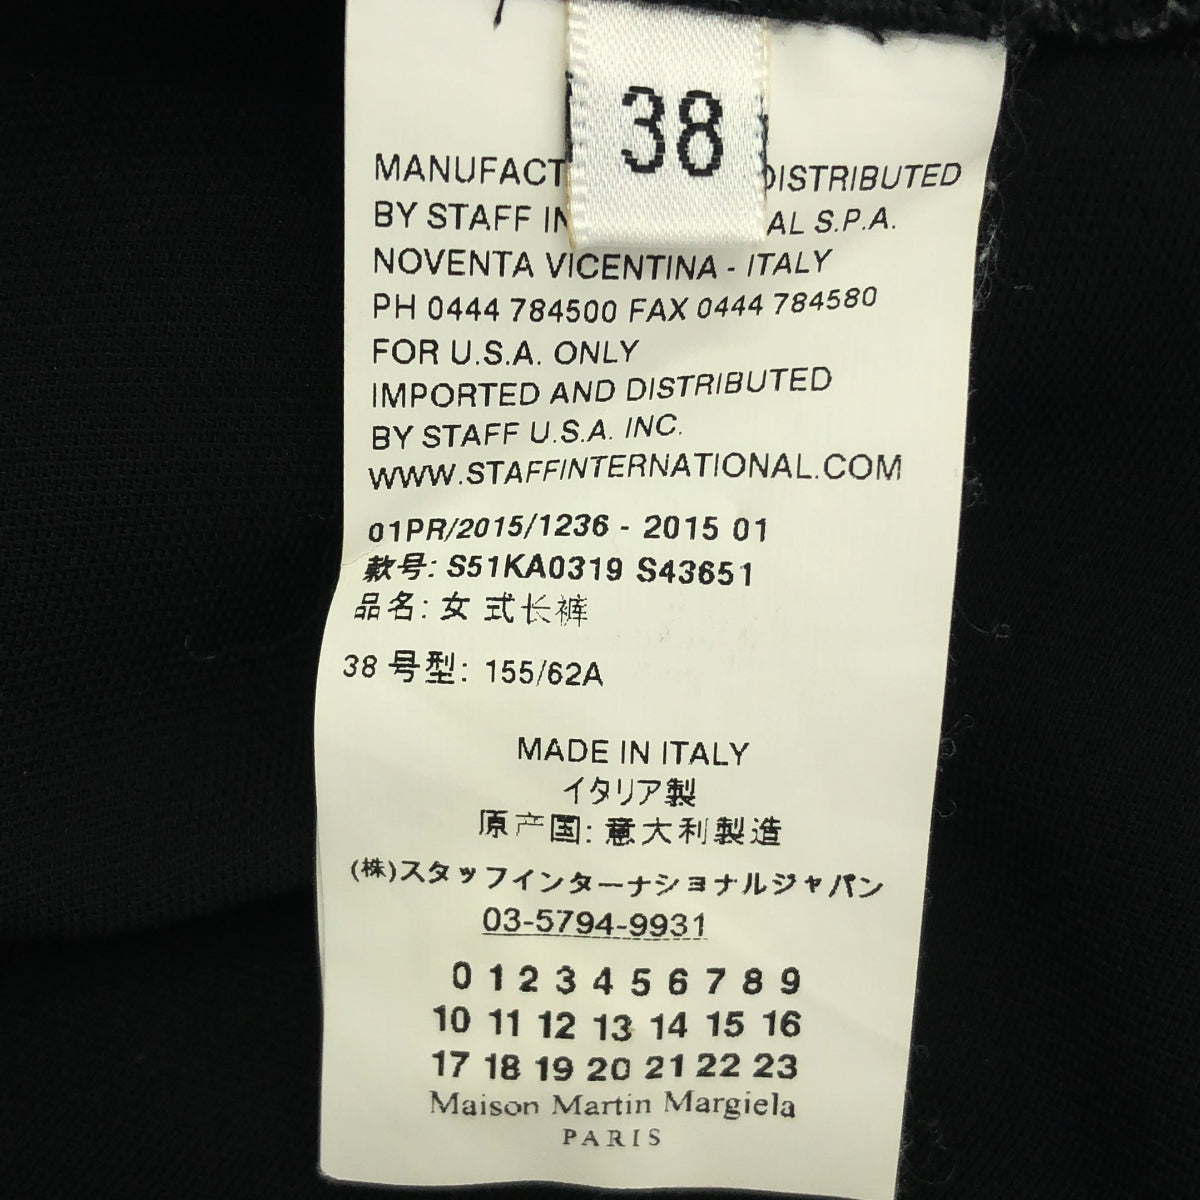 38
MANUFACT DISTRIBUTED
BY STAFF IN AL S.P.A.
NOVENTA VICENTINA - ITALY
PH 0444 784500 FAX 0444 784580
FOR U.S.A. ONLY
IMPORTED AND DISTRIBUTED
BY STAFF U.S.A. INC.
WWW.STAFFINTERNATIONAL.COM
01PR/2015/1236 - 2015 01
款号: S51KA0319 S43651
品名: 女 式长裤
38 号型: 155/62A
MADE IN ITALY
イタリア製
原产国: 意大利製造
(株)スタッフインターナショナルジャパン
03-5794-9931
0 1 2 3 4 5 6 7 8 9
10 11 12 13 14 15 16
17 18 19 20 21 22 23
Maison Martin Margiela
PARIS